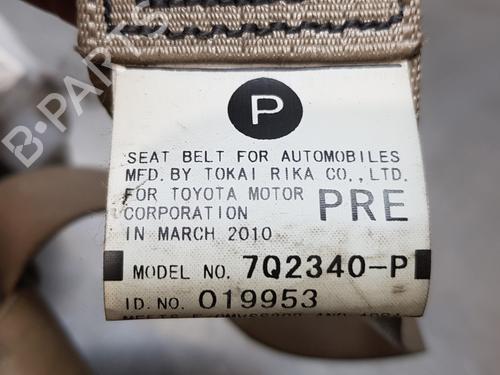 P
SEAT BELT FOR AUTOMOBILES
MFD. BY TOKAI RIKA CO., LTD.
FOR TOYOTA MOTOR
CORPORATION
PRE
IN MARCH 2010
MODEL NO. 7Q2340-P
ID.NO. 019953
B-PARTS